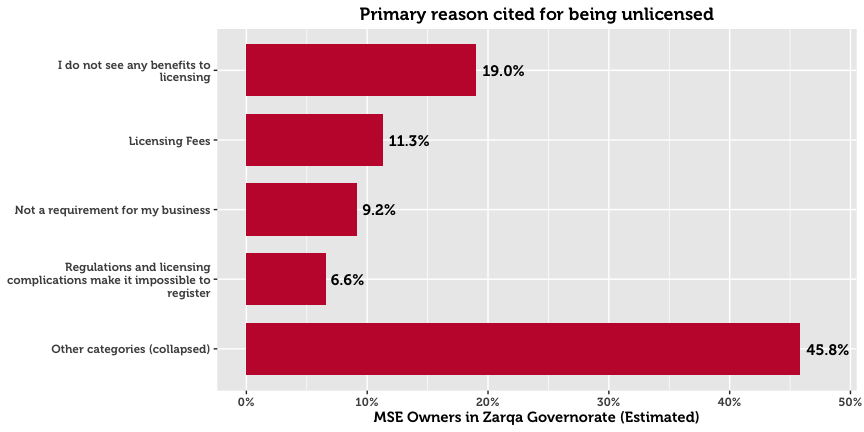 Primary reason cited for being unlicensed
I do not see any benefits to
licensing
19.0%
Licensing Fees
11.3%
Not a requirement for my business
9.2%
Regulations and licensing
complications make it impossible to
register
6.6%
Other categories (collapsed)
45.8%
0% 10% 20% 30% 40% 50%
MSE Owners in Zarqa Governorate (Estimated)